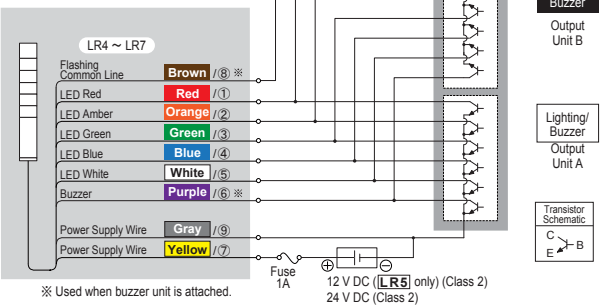 Buzzer
Output
Unit B
LR4 ~ LR7
Flashing
Common Line Brown /⑧ ※
LED Red Red /①
LED Amber Orange /②
LED Green Green /③
LED Blue Blue /④
LED White White /⑤
Buzzer Purple /⑥ ※
Power Supply Wire Gray /⑨
Power Supply Wire Yellow /⑦
※ Used when buzzer unit is attached.
Fuse
1A
⊕ ⊖
12 V DC (LR5 only) (Class 2)
24 V DC (Class 2)
Lighting/
Buzzer
Output
Unit A
Transistor
Schematic
C
B
E